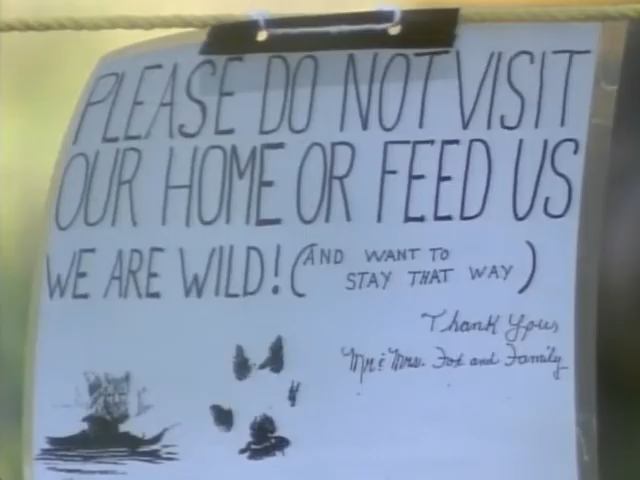 PLEASE DO NOT VISIT
OUR HOME OR FEED US
WE ARE WILD! (AND WANT TO
STAY THAT WAY)
Thank You,
Mr & Mrs. Fox and Family